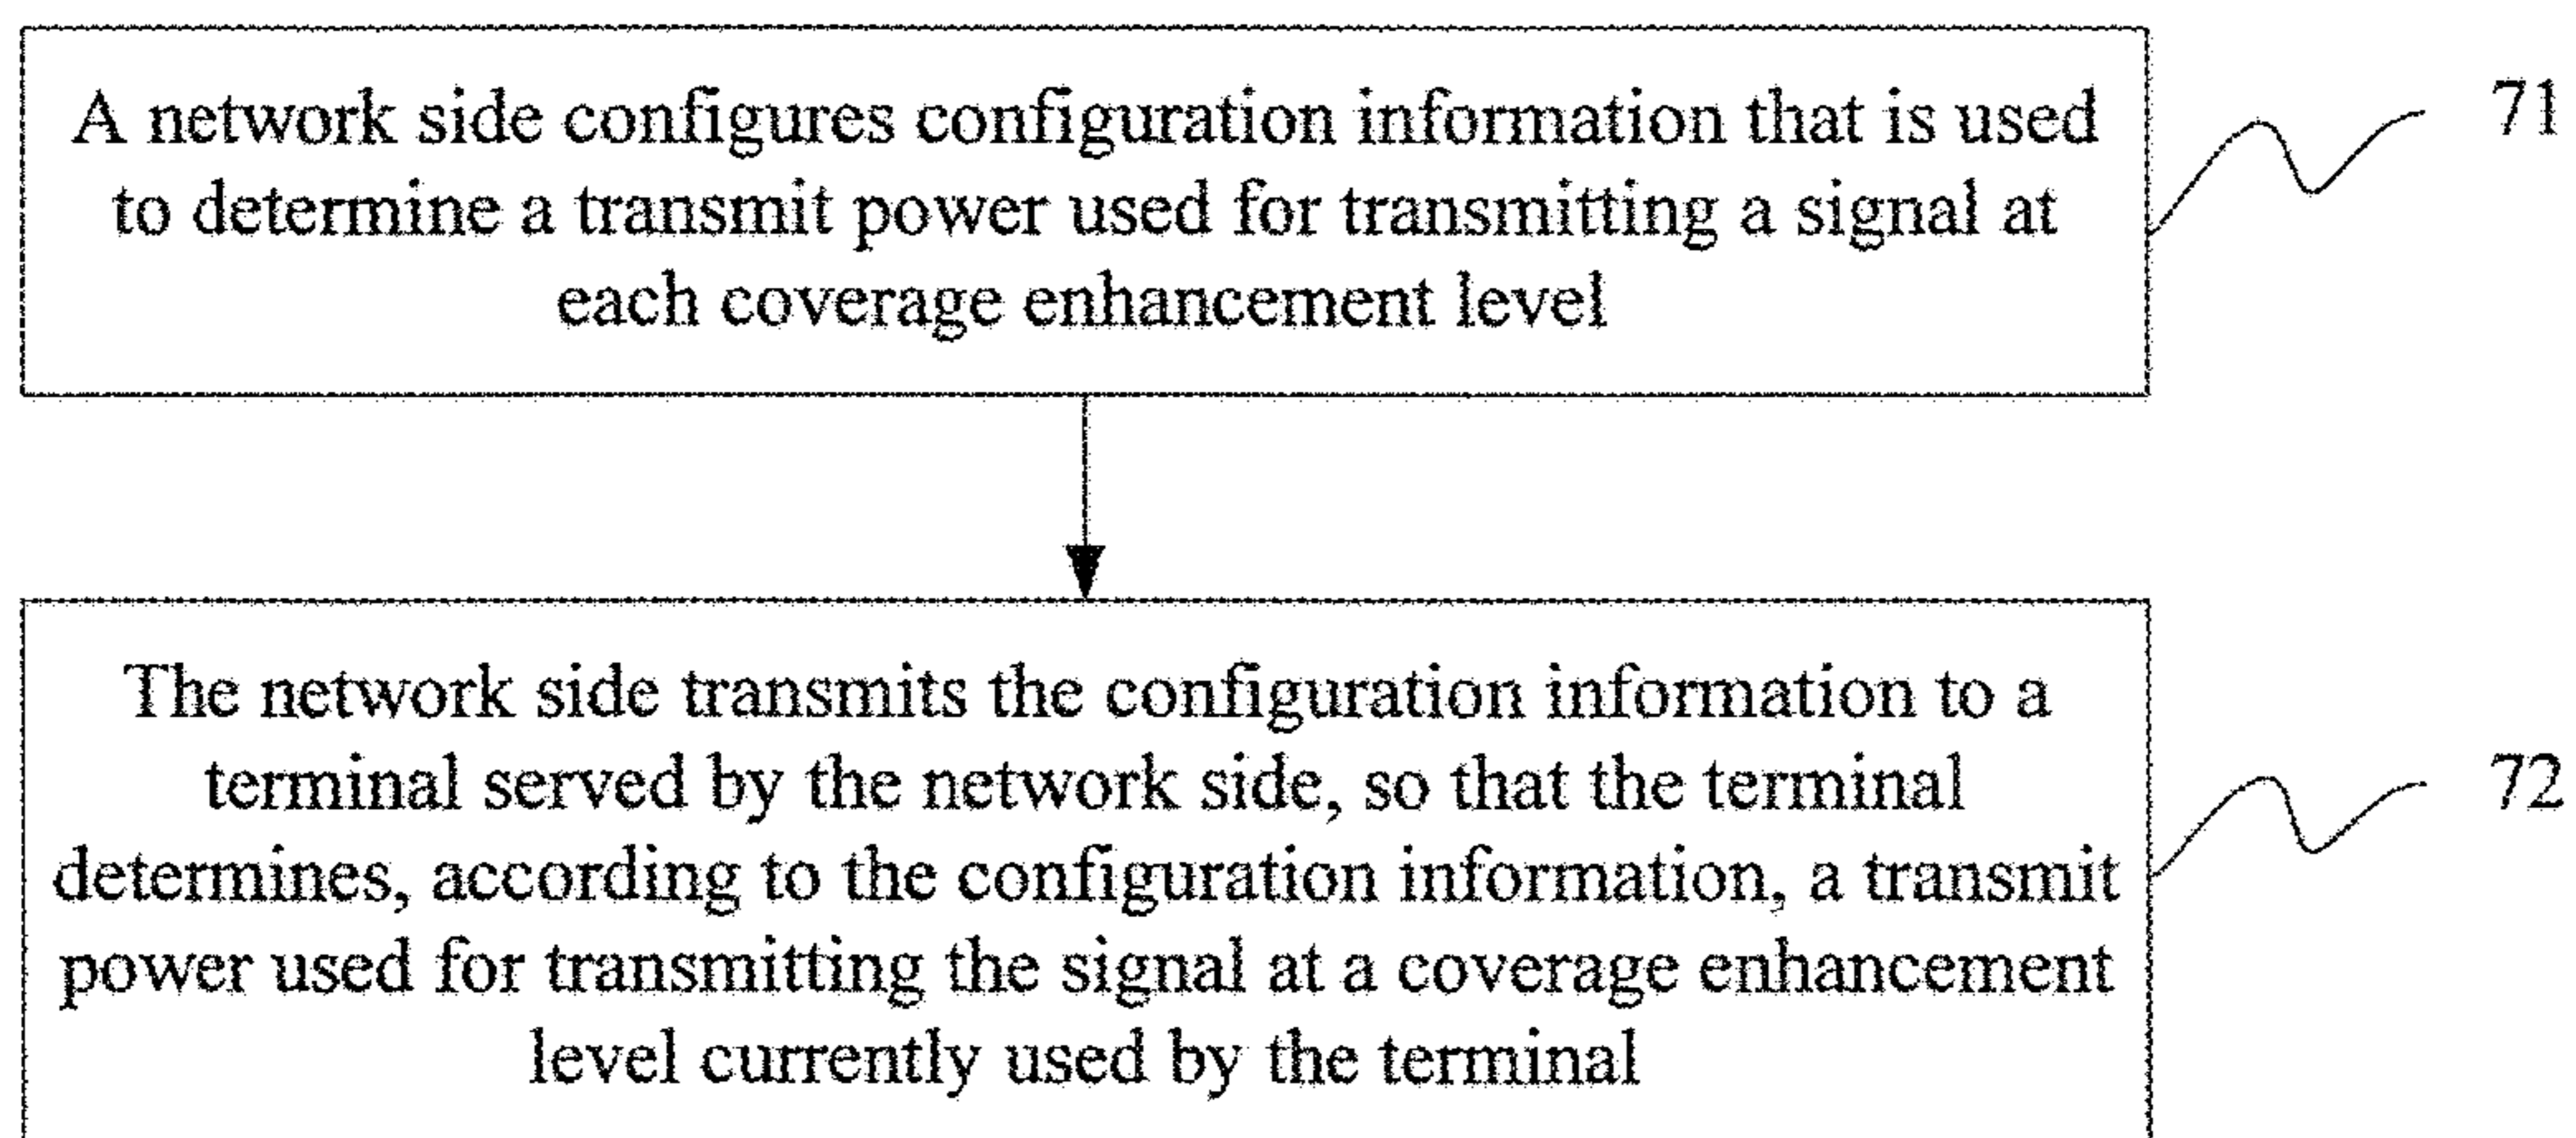 A network side configures configuration information that is used
to determine a transmit power used for transmitting a signal at
each coverage enhancement level
71
The network side transmits the configuration information to a
terminal served by the network side, so that the terminal
determines, according to the configuration information, a transmit
power used for transmitting the signal at a coverage enhancement
level currently used by the terminal
72